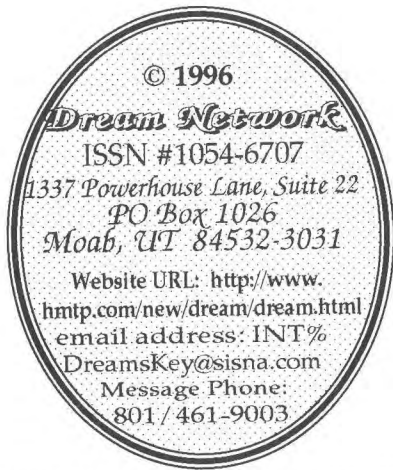 © 1996
Dream Network
ISSN #1054-6707
1337 Powerhouse Lane, Suite 22
PO Box 1026
Moab, UT 84532-3031
Website URL: http://www.
hmtp.com/new/dream/dream.html
email address: INT%
DreamsKey@sisna.com
Message Phone:
801/461-9003